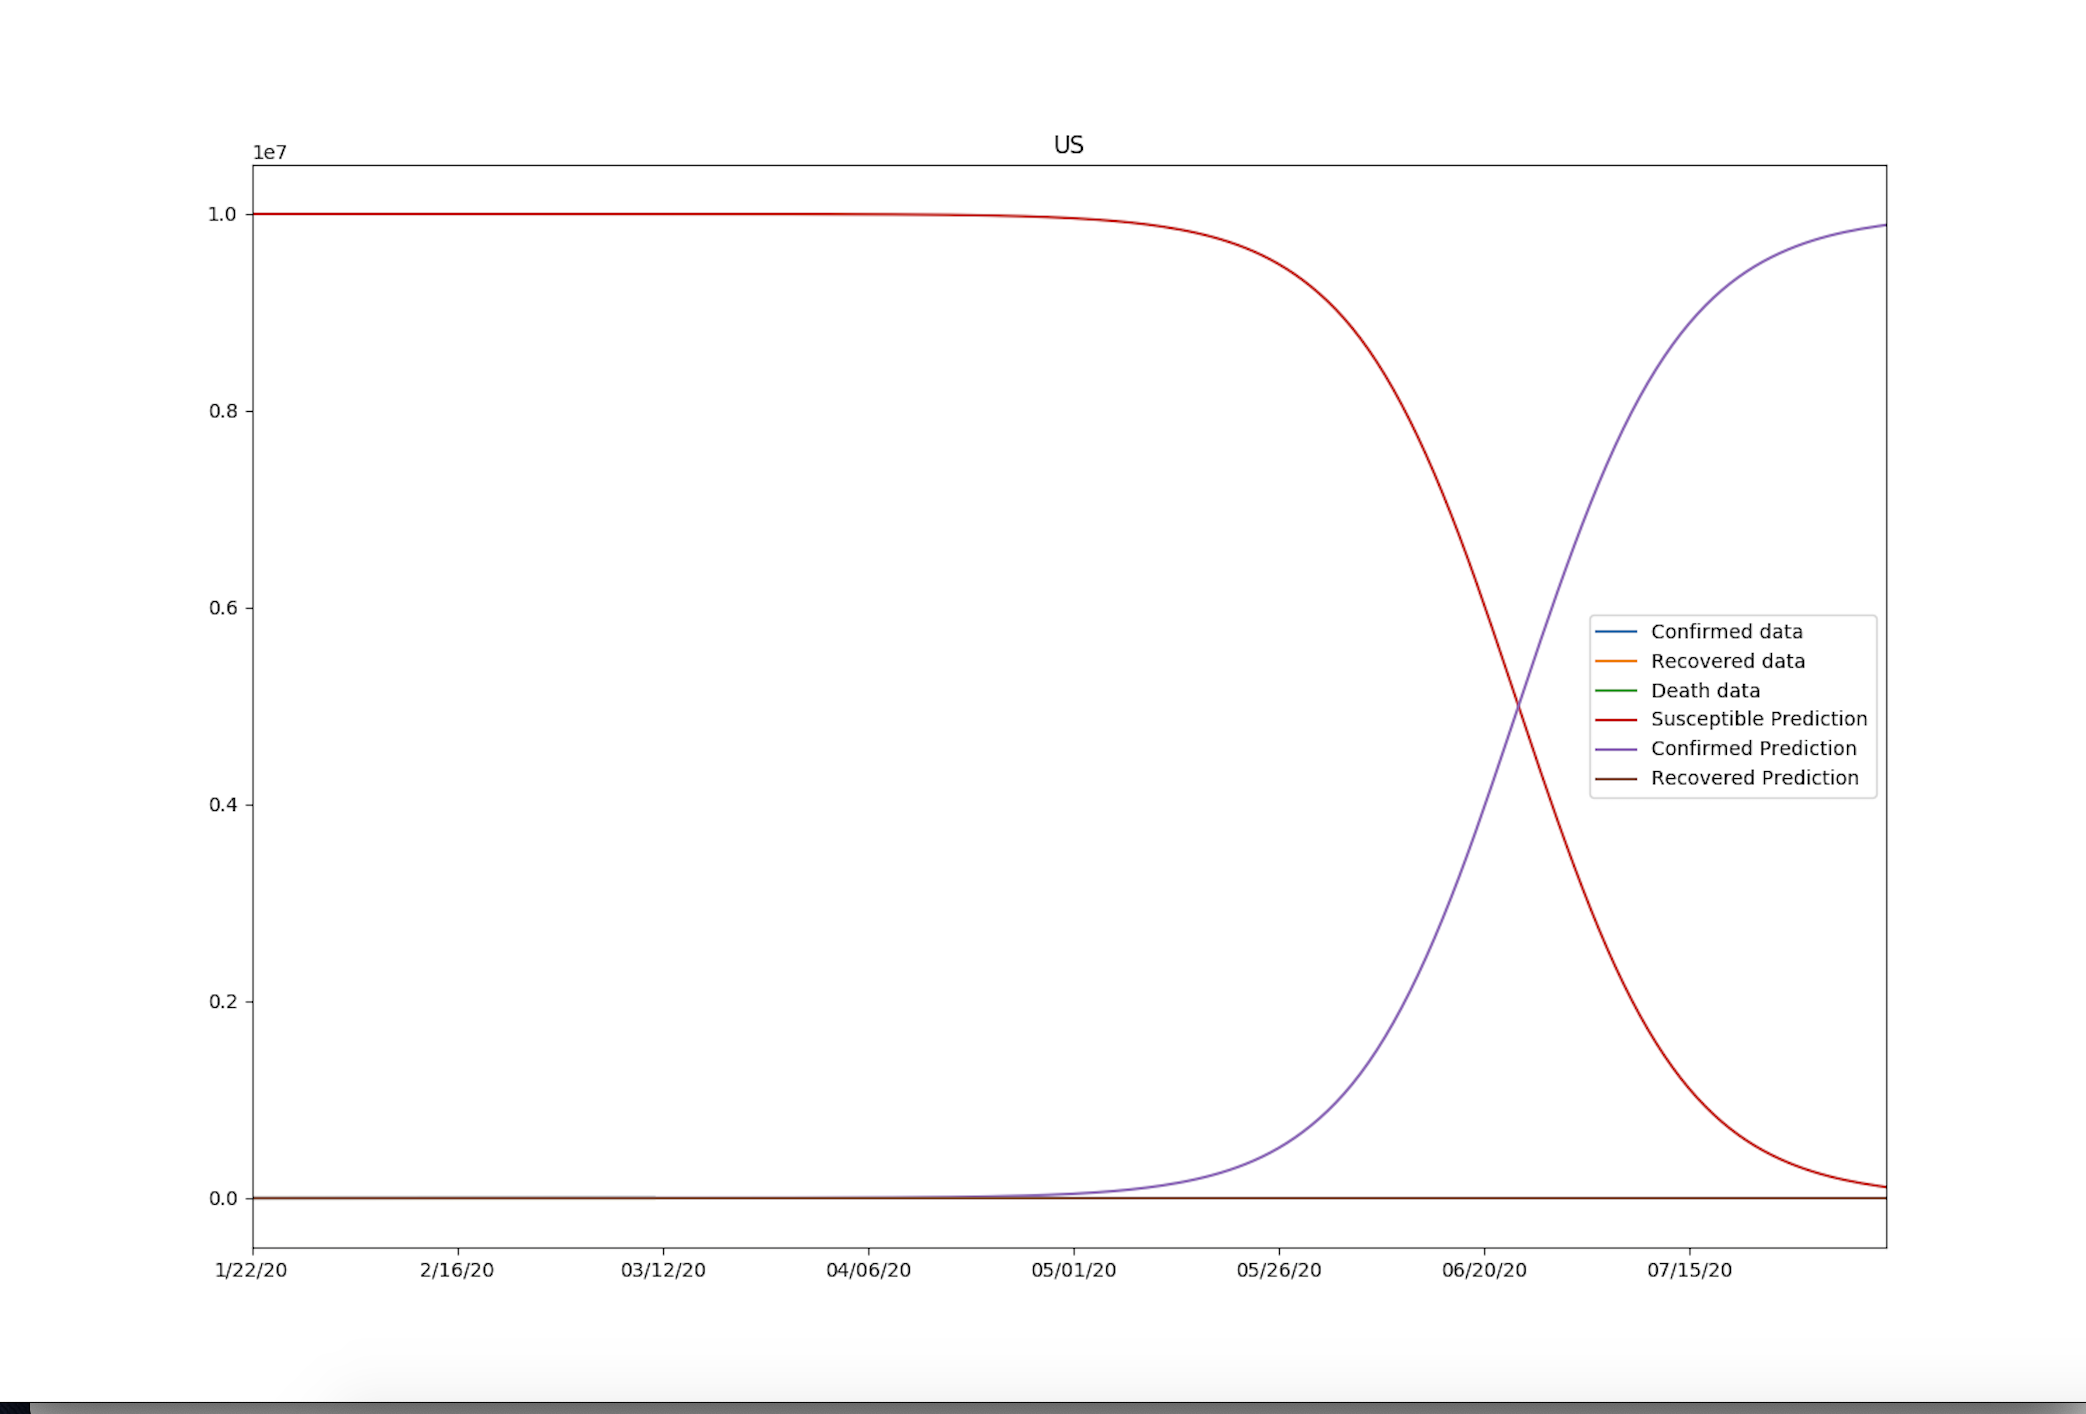 US
1e7
1.0
0.8
0.6
0.4
0.2
0.0
Confirmed data
Recovered data
Death data
Susceptible Prediction
Confirmed Prediction
Recovered Prediction
1/22/20 2/16/20 03/12/20 04/06/20 05/01/20 05/26/20 06/20/20 07/15/20